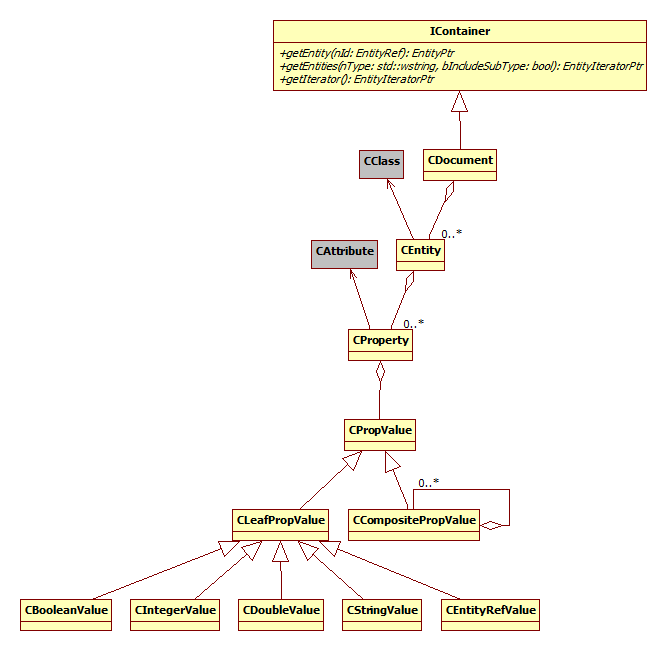 IContainer
+getEntity(nId: EntityRef): EntityPtr
+getEntities(nType: std::wstring, bIncludeSubType: bool): EntityIteratorPtr
+getIterator(): EntityIteratorPtr
CClass
CDocument
0..*
CAttribute
CEntity
0..*
CProperty
CPropValue
0..*
CLeafPropValue
CCompositePropValue
CBooleanValue
CIntegerValue
CDoubleValue
CStringValue
CEntityRefValue